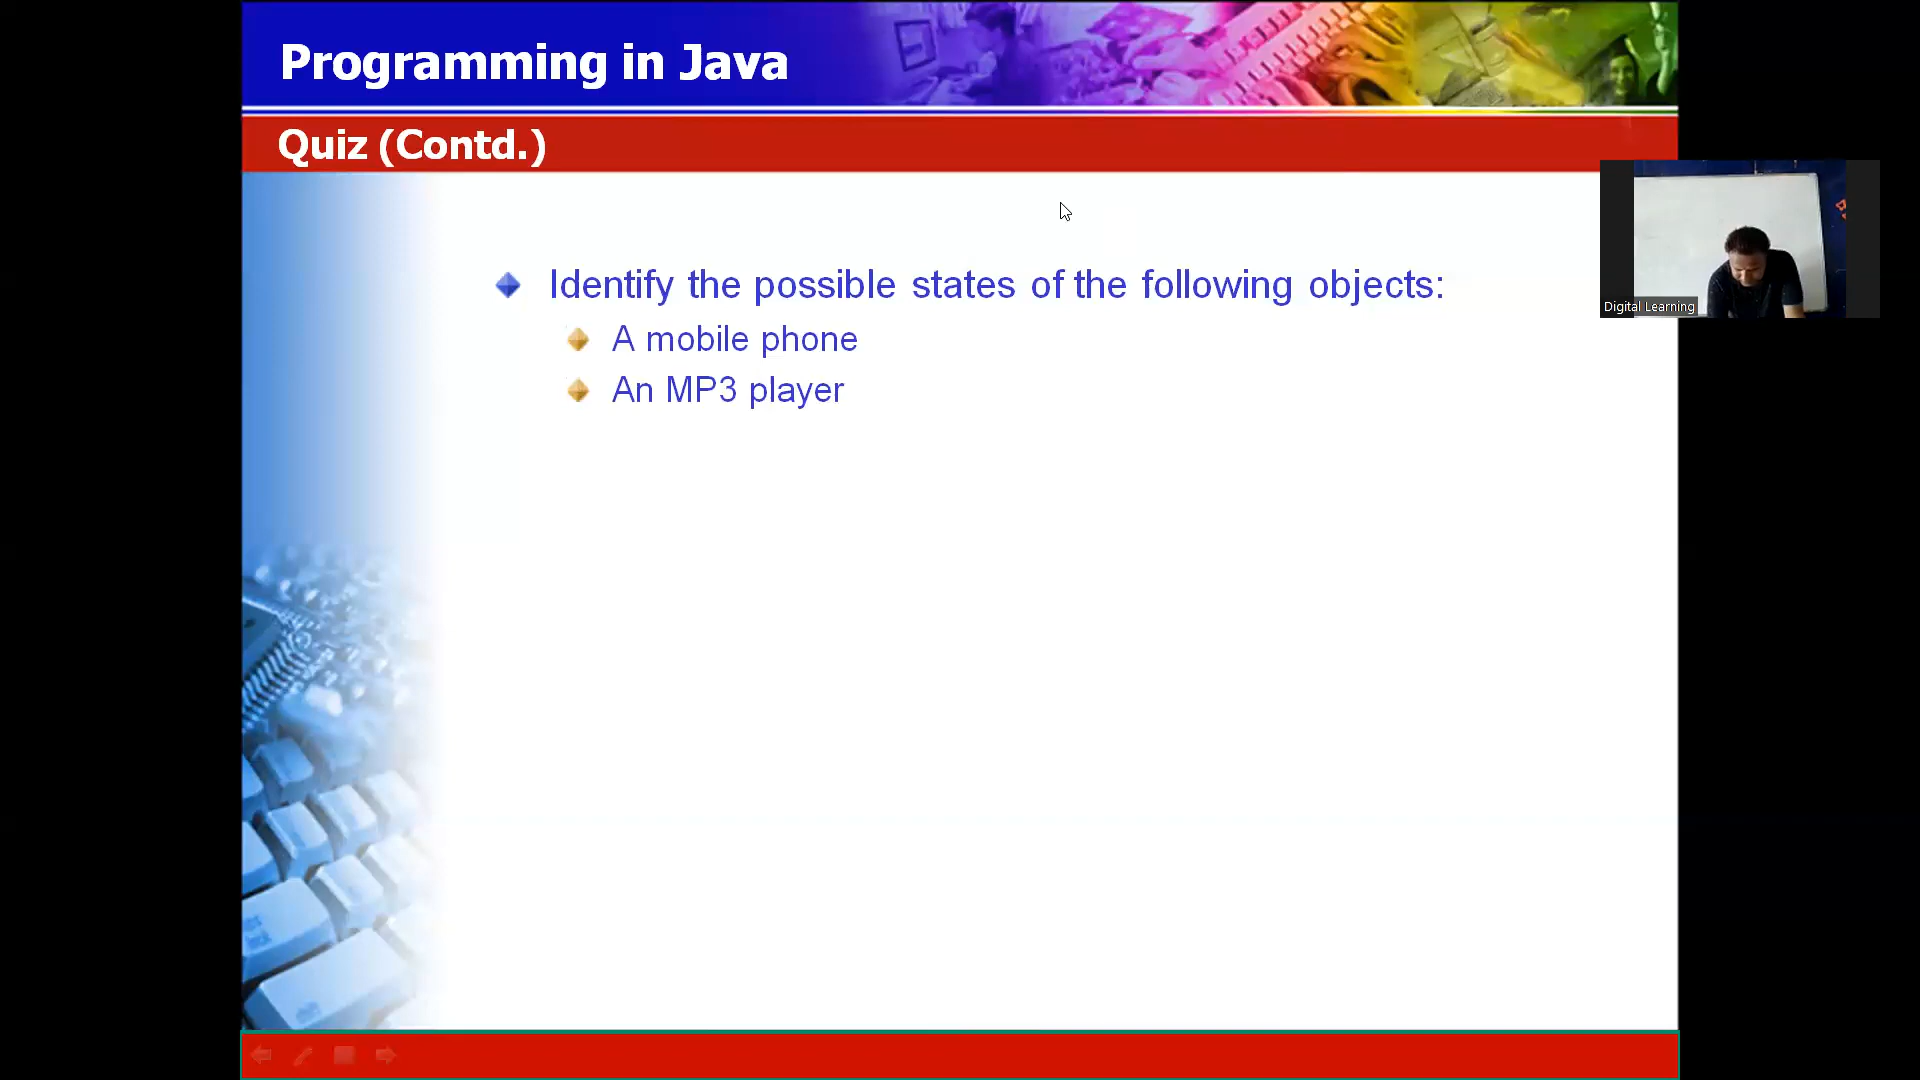 Programming in Java
Quiz (Contd.)
Identify the possible states of the following objects:
A mobile phone
An MP3 player
Digital Learning